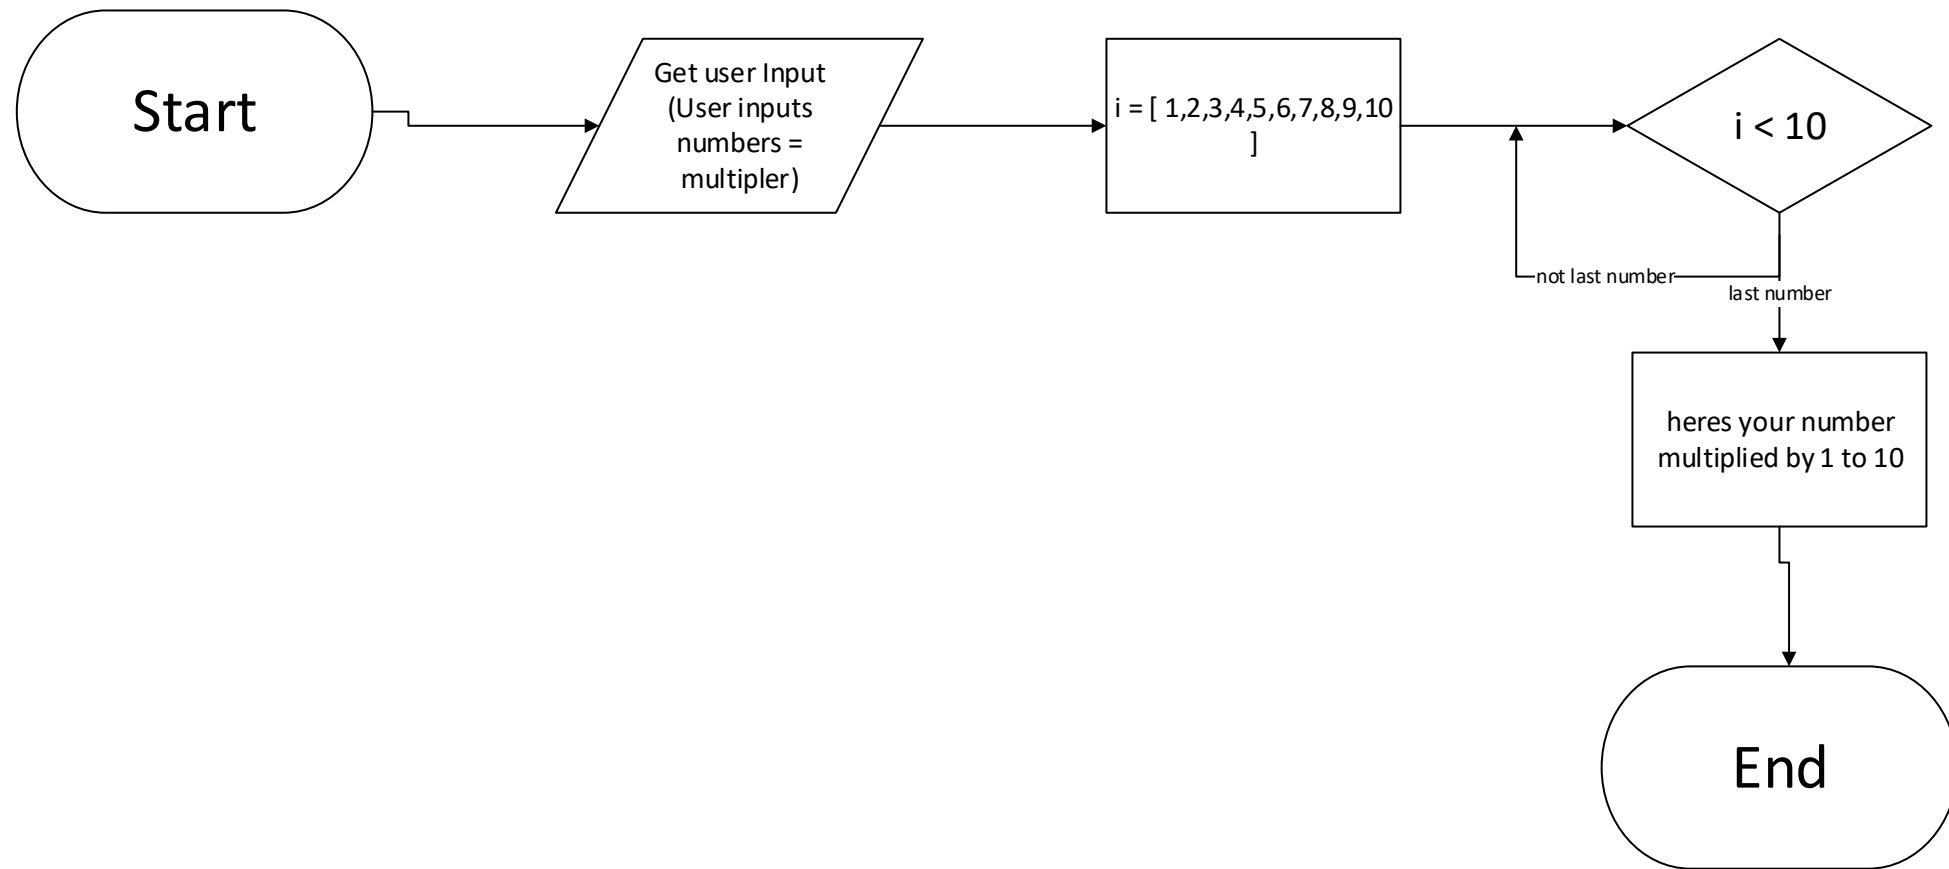 Start
Get user Input
(User inputs
numbers =
multipler)
i = [ 1,2,3,4,5,6,7,8,9,10
]
i < 10
not last number
last number
heres your number
multiplied by 1 to 10
End